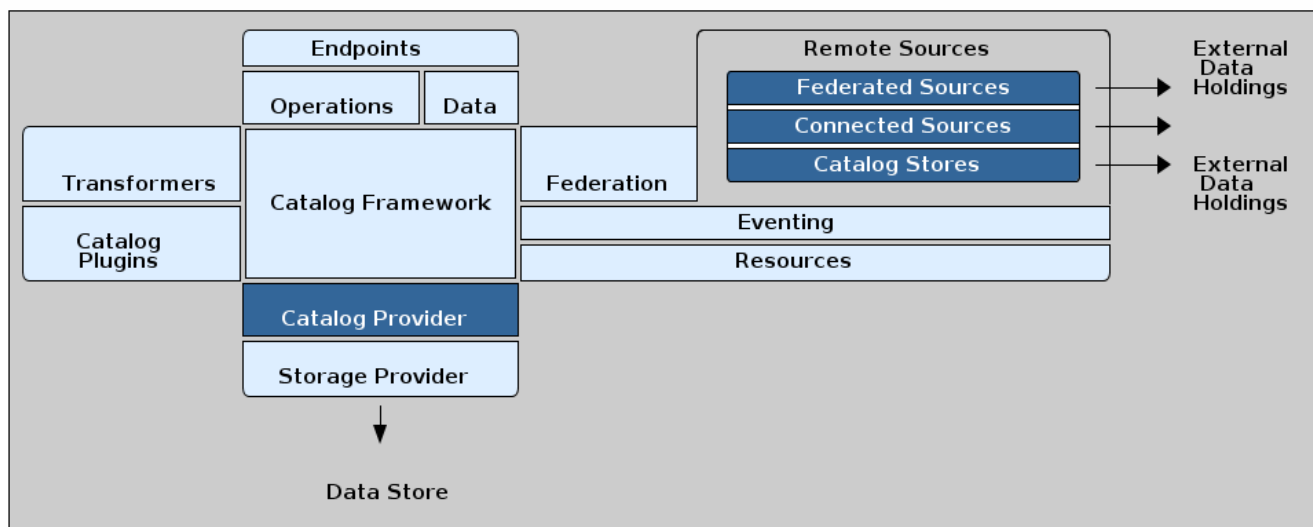 Endpoints
Remote Sources
External
Data
Holdings
Operations
Data
Federated Sources
Connected Sources
Transformers
Catalog Framework
Federation
Catalog Stores
External
Data
Holdings
Catalog
Plugins
Eventing
Resources
Catalog Provider
Storage Provider
Data Store